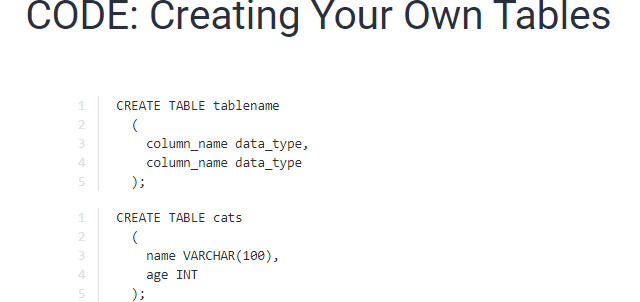 CODE: Creating Your Own Tables
1 CREATE TABLE tablename
2 (
3 column_name data_type,
4 column_name data_type
5 );
1 CREATE TABLE cats
2 (
3 name VARCHAR(100),
4 age INT
5 );